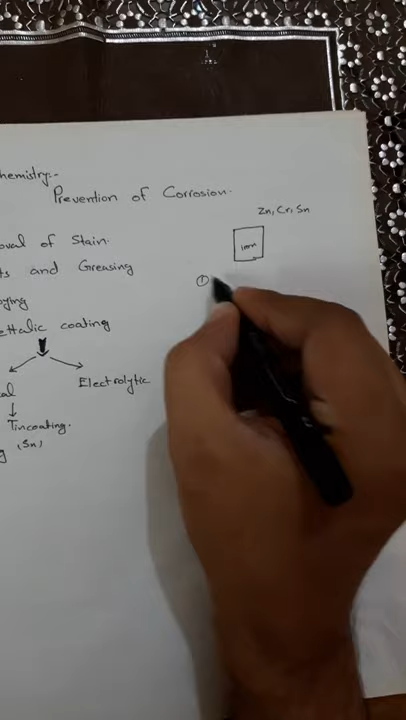 hemistry:-
Prevention of Corrosion.
Zn, Cr, Sn
oval of Stain.
iron
ts and Greasing
①
oying
etallic coating
al
Electrolytic
Tincoating.
(Sn)
g